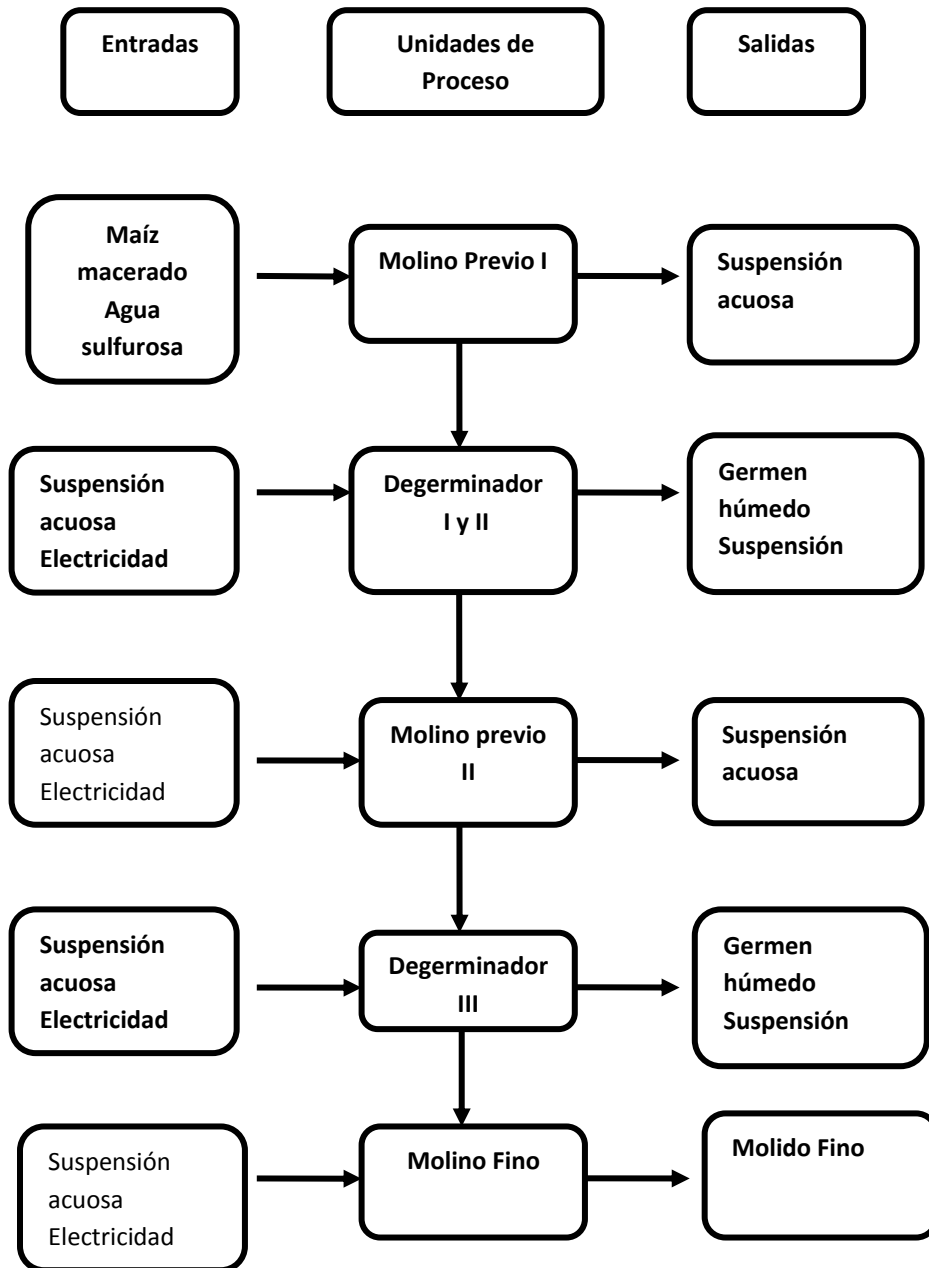 Entradas
Unidades de
Proceso
Salidas
Maíz
macerado
Agua
sulfurosa
Molino Previo I
Suspensión
acuosa
Suspensión
acuosa
Electricidad
Degerminador
I y II
Germen
húmedo
Suspensión
Suspensión
acuosa
Electricidad
Molino previo
II
Suspensión
acuosa
Suspensión
acuosa
Electricidad
Degerminador
III
Germen
húmedo
Suspensión
Suspensión
acuosa
Electricidad
Molino Fino
Molido Fino